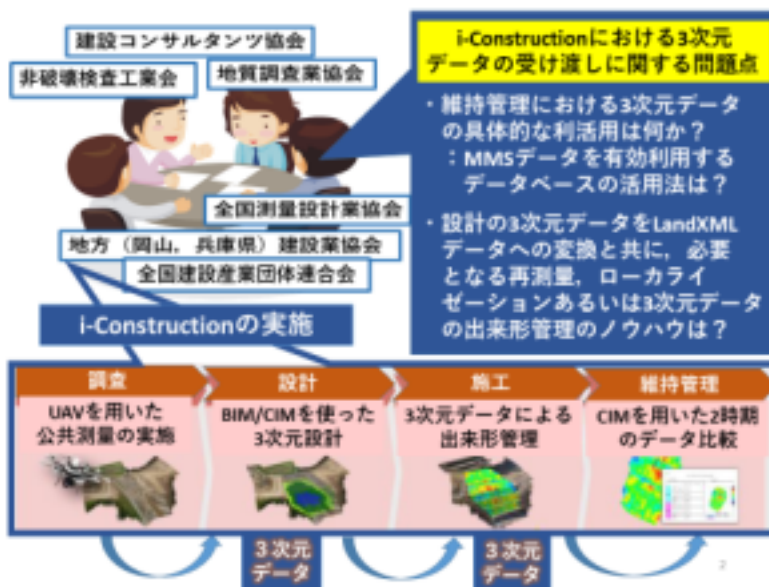 建設コンサルタンツ協会
非破壊検査工業会
地質調査業協会
全国測量設計業協会
地方（岡山，兵庫県）建設業協会
全国建設産業団体連合会
i-Constructionにおける3次元
データの受け渡しに関する問題点
・維持管理における3次元データ
の具体的な利活用は何か？
：MMSデータを有効利用する
データベースの活用法は？
・設計の3次元データをLandXML
データへの変換と共に，必要
となる再測量，ローカライ
ゼーションあるいは3次元データ
の出来形管理のノウハウは？
i-Constructionの実施
調査
UAVを用いた
公共測量の実施
設計
BIM/CIMを使った
3次元設計
施工
3次元データによる
出来形管理
維持管理
CIMを用いた2時期
のデータ比較
３次元
データ
３次元
データ
2